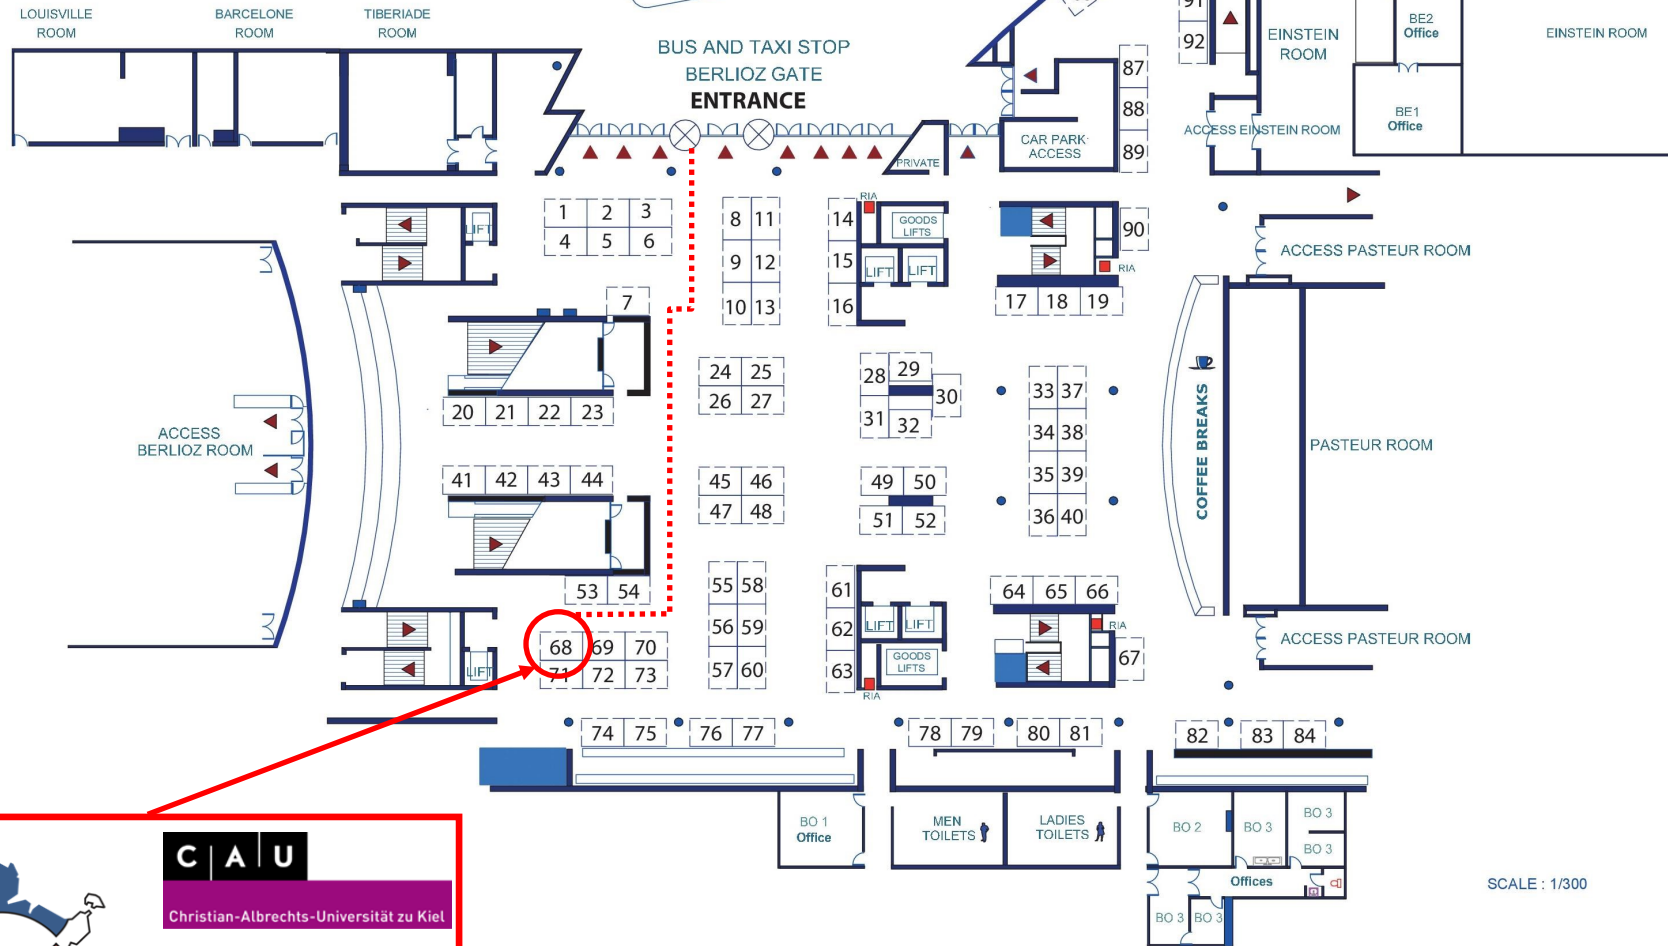 LOUISVILLE
ROOM
BARCELONE
ROOM
TIBERIADE
ROOM
BUS AND TAXI STOP
BERLIOZ GATE
ENTRANCE
91
92
87
88
89
EINSTEIN
ROOM
BE2
Office
EINSTEIN ROOM
BE1
Office
ACCESS EINSTEIN ROOM
CAR PARK
ACCESS
PRIVATE
LIFT
1 2 3
4 5 6
7
8 11
9 12
10 13
14
15
16
RIA
GOODS
LIFTS
LIFT LIFT
90
RIA
17 18 19
ACCESS PASTEUR ROOM
20 21 22 23
24 25
26 27
28 29
30
31 32
33 37
34 38
35 39
36 40
COFFEE BREAKS
PASTEUR ROOM
ACCESS
BERLIOZ ROOM
41 42 43 44
45 46
47 48
49 50
51 52
53 54
55 58
56 59
57 60
61
62
63
LIFT LIFT
GOODS
LIFTS
RIA
64 65 66
RIA
67
ACCESS PASTEUR ROOM
LIFT
68 69 70
71 72 73
74 75 76 77
78 79 80 81
82 83 84
BO 1
Office
MEN
TOILETS
LADIES
TOILETS
BO 2
BO 3
BO 3
BO 3
Offices
BO 3
BO 3
SCALE : 1/300
C A U
Christian-Albrechts-Universität zu Kiel